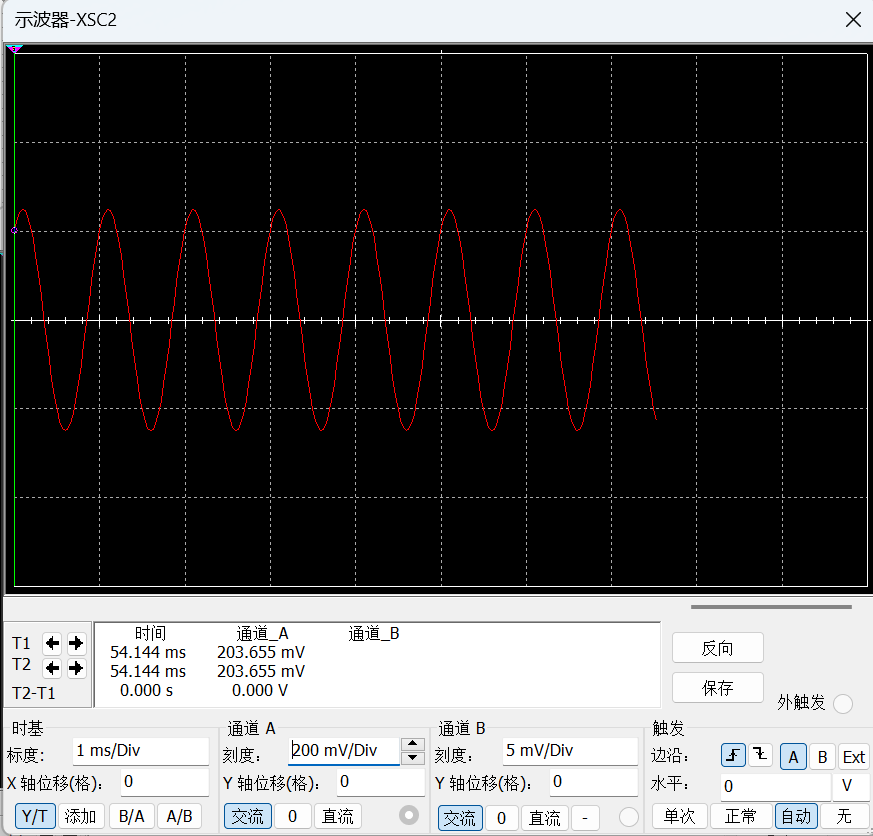 示波器-XSC2
时间 通道_A 通道_B
T1 54.144 ms 203.655 mV
T2 54.144 ms 203.655 mV
T2-T1 0.000 s 0.000 V
反向
保存
外触发
时基 通道 A 通道 B 触发
标度: 1 ms/Div 刻度: 200 mV/Div 刻度: 5 mV/Div 边沿: A B Ext
X 轴位移(格): 0 Y 轴位移(格): 0 Y 轴位移(格): 0 水平: 0 V
Y/T 添加 B/A A/B 交流 0 直流 交流 0 直流 - 单次 正常 自动 无